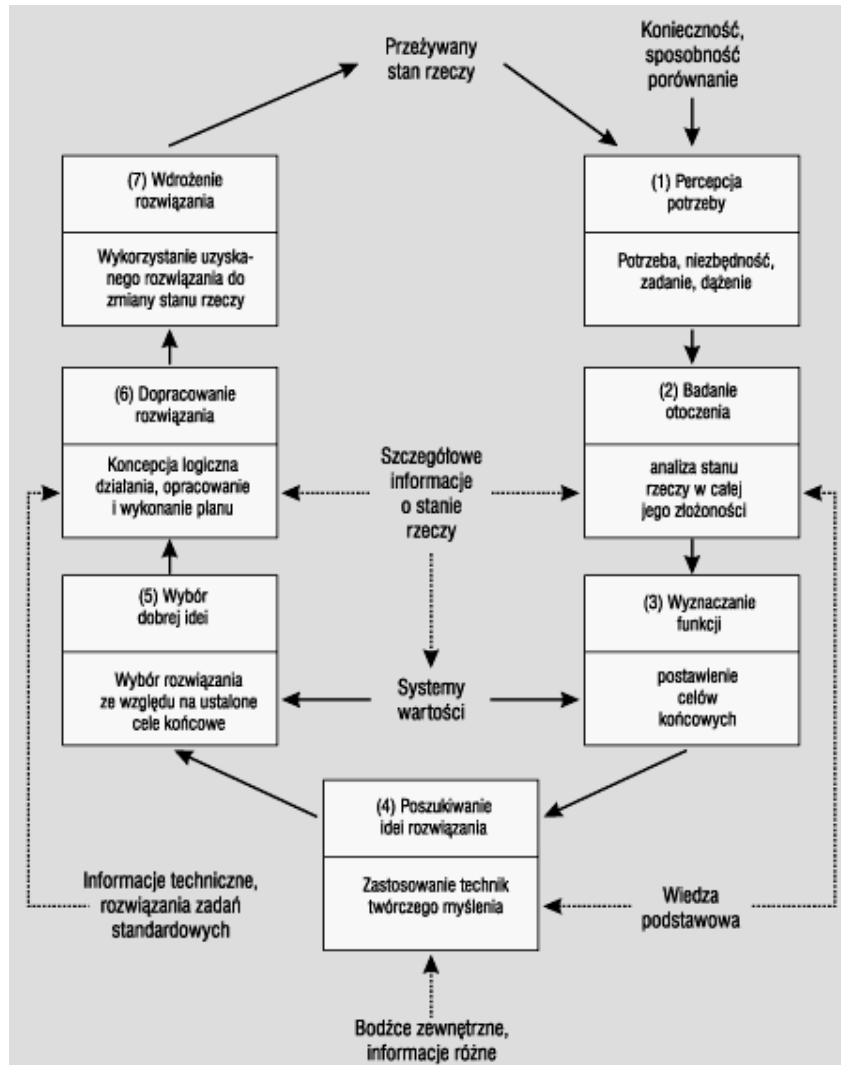 Przeżywany
stan rzeczy
Konieczność,
sposobność
porównanie
(1) Percepcja
potrzeby
Potrzeba, niezbędność,
zadanie, dążenie
(2) Badanie
otoczenia
analiza stanu
rzeczy w całej
jego złożoności
(3) Wyznaczanie
funkcji
postawienie
celów
końcowych
(4) Poszukiwanie
idei rozwiązania
Zastosowanie technik
twórczego myślenia
(5) Wybór
dobrej idei
Wybór rozwiązania
ze względu na ustalone
cele końcowe
(6) Dopracowanie
rozwiązania
Koncepcja logiczna
działania, opracowanie
i wykonanie planu
(7) Wdrożenie
rozwiązania
Wykorzystanie uzyska-
nego rozwiązania do
zmiany stanu rzeczy
Szczegółowe
informacje
o stanie
rzeczy
Systemy
wartości
Informacje techniczne,
rozwiązania zadań
standardowych
Wiedza
podstawowa
Bodźce zewnętrzne,
informacje różne